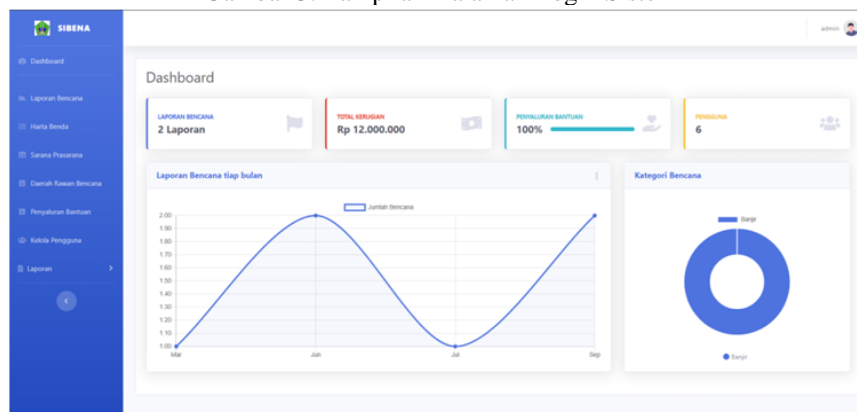 SIBENA
admin
Dashboard
Laporan Bencana
Harta Benda
Sarana Prasarana
Daerah Rawan Bencana
Penyaluran Bantuan
Kelola Pengguna
Laporan
Dashboard
LAPORAN BENCANA
2 Laporan
TOTAL KERUGIAN
Rp 12.000.000
PENYALURAN BANTUAN
100%
PENGGUNA
6
Laporan Bencana tiap bulan
Jumlah Bencana
2.00
1.90
1.80
1.70
1.60
1.50
1.40
1.30
1.20
1.10
1.00
Mar
Jun
Jul
Sep
Kategori Bencana
Banjir
Banjir